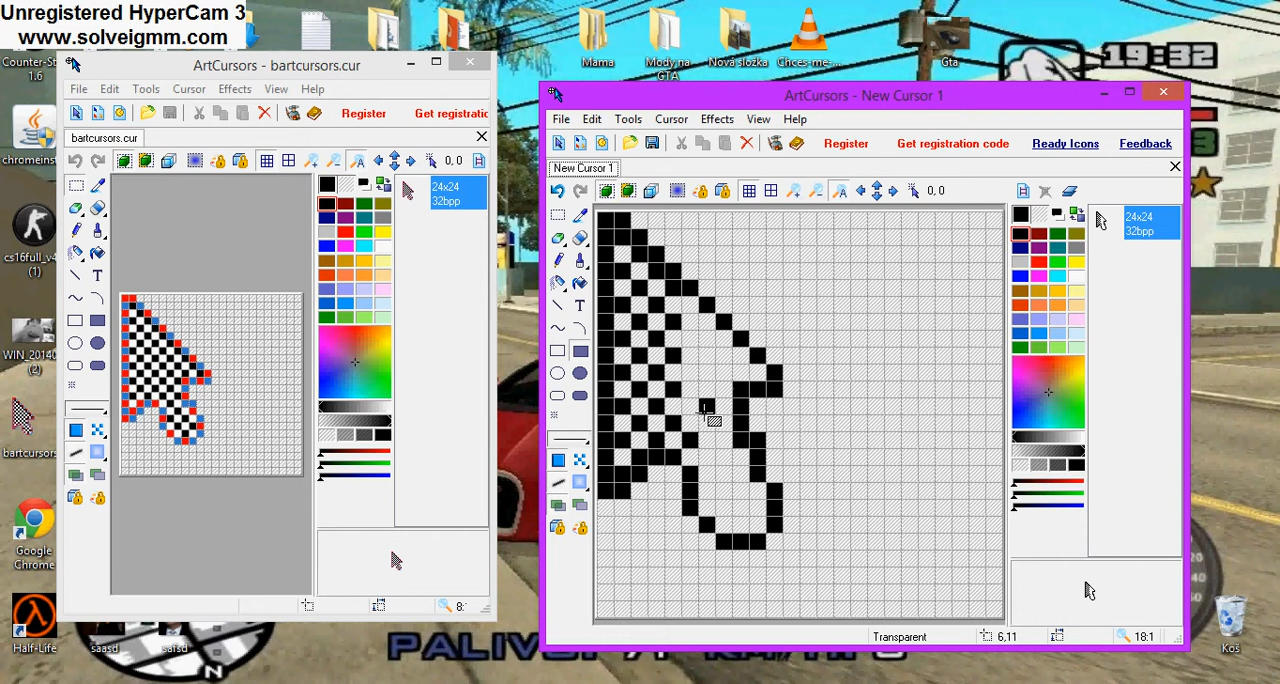 Unregistered HyperCam 3
www.solveigmm.com
Counter-St
1.6
Mama
Mody na
GTA
Nová složka
Chces-me-...
Gta
19:32
chromeinst
cs16full_v4
(1)
WIN_20140
(2)
bartcursors
Google
Chrome
Half-Life
saasd
safsd
Koš
N
ArtCursors - bartcursors.cur
File Edit Tools Cursor Effects View Help
Register Get registratio
bartcursors.cur
0, 0
24x24
32bpp
8:
ArtCursors - New Cursor 1
File Edit Tools Cursor Effects View Help
Register Get registration code Ready Icons Feedback
New Cursor 1
0, 0
24x24
32bpp
Transparent 6,11 18:1